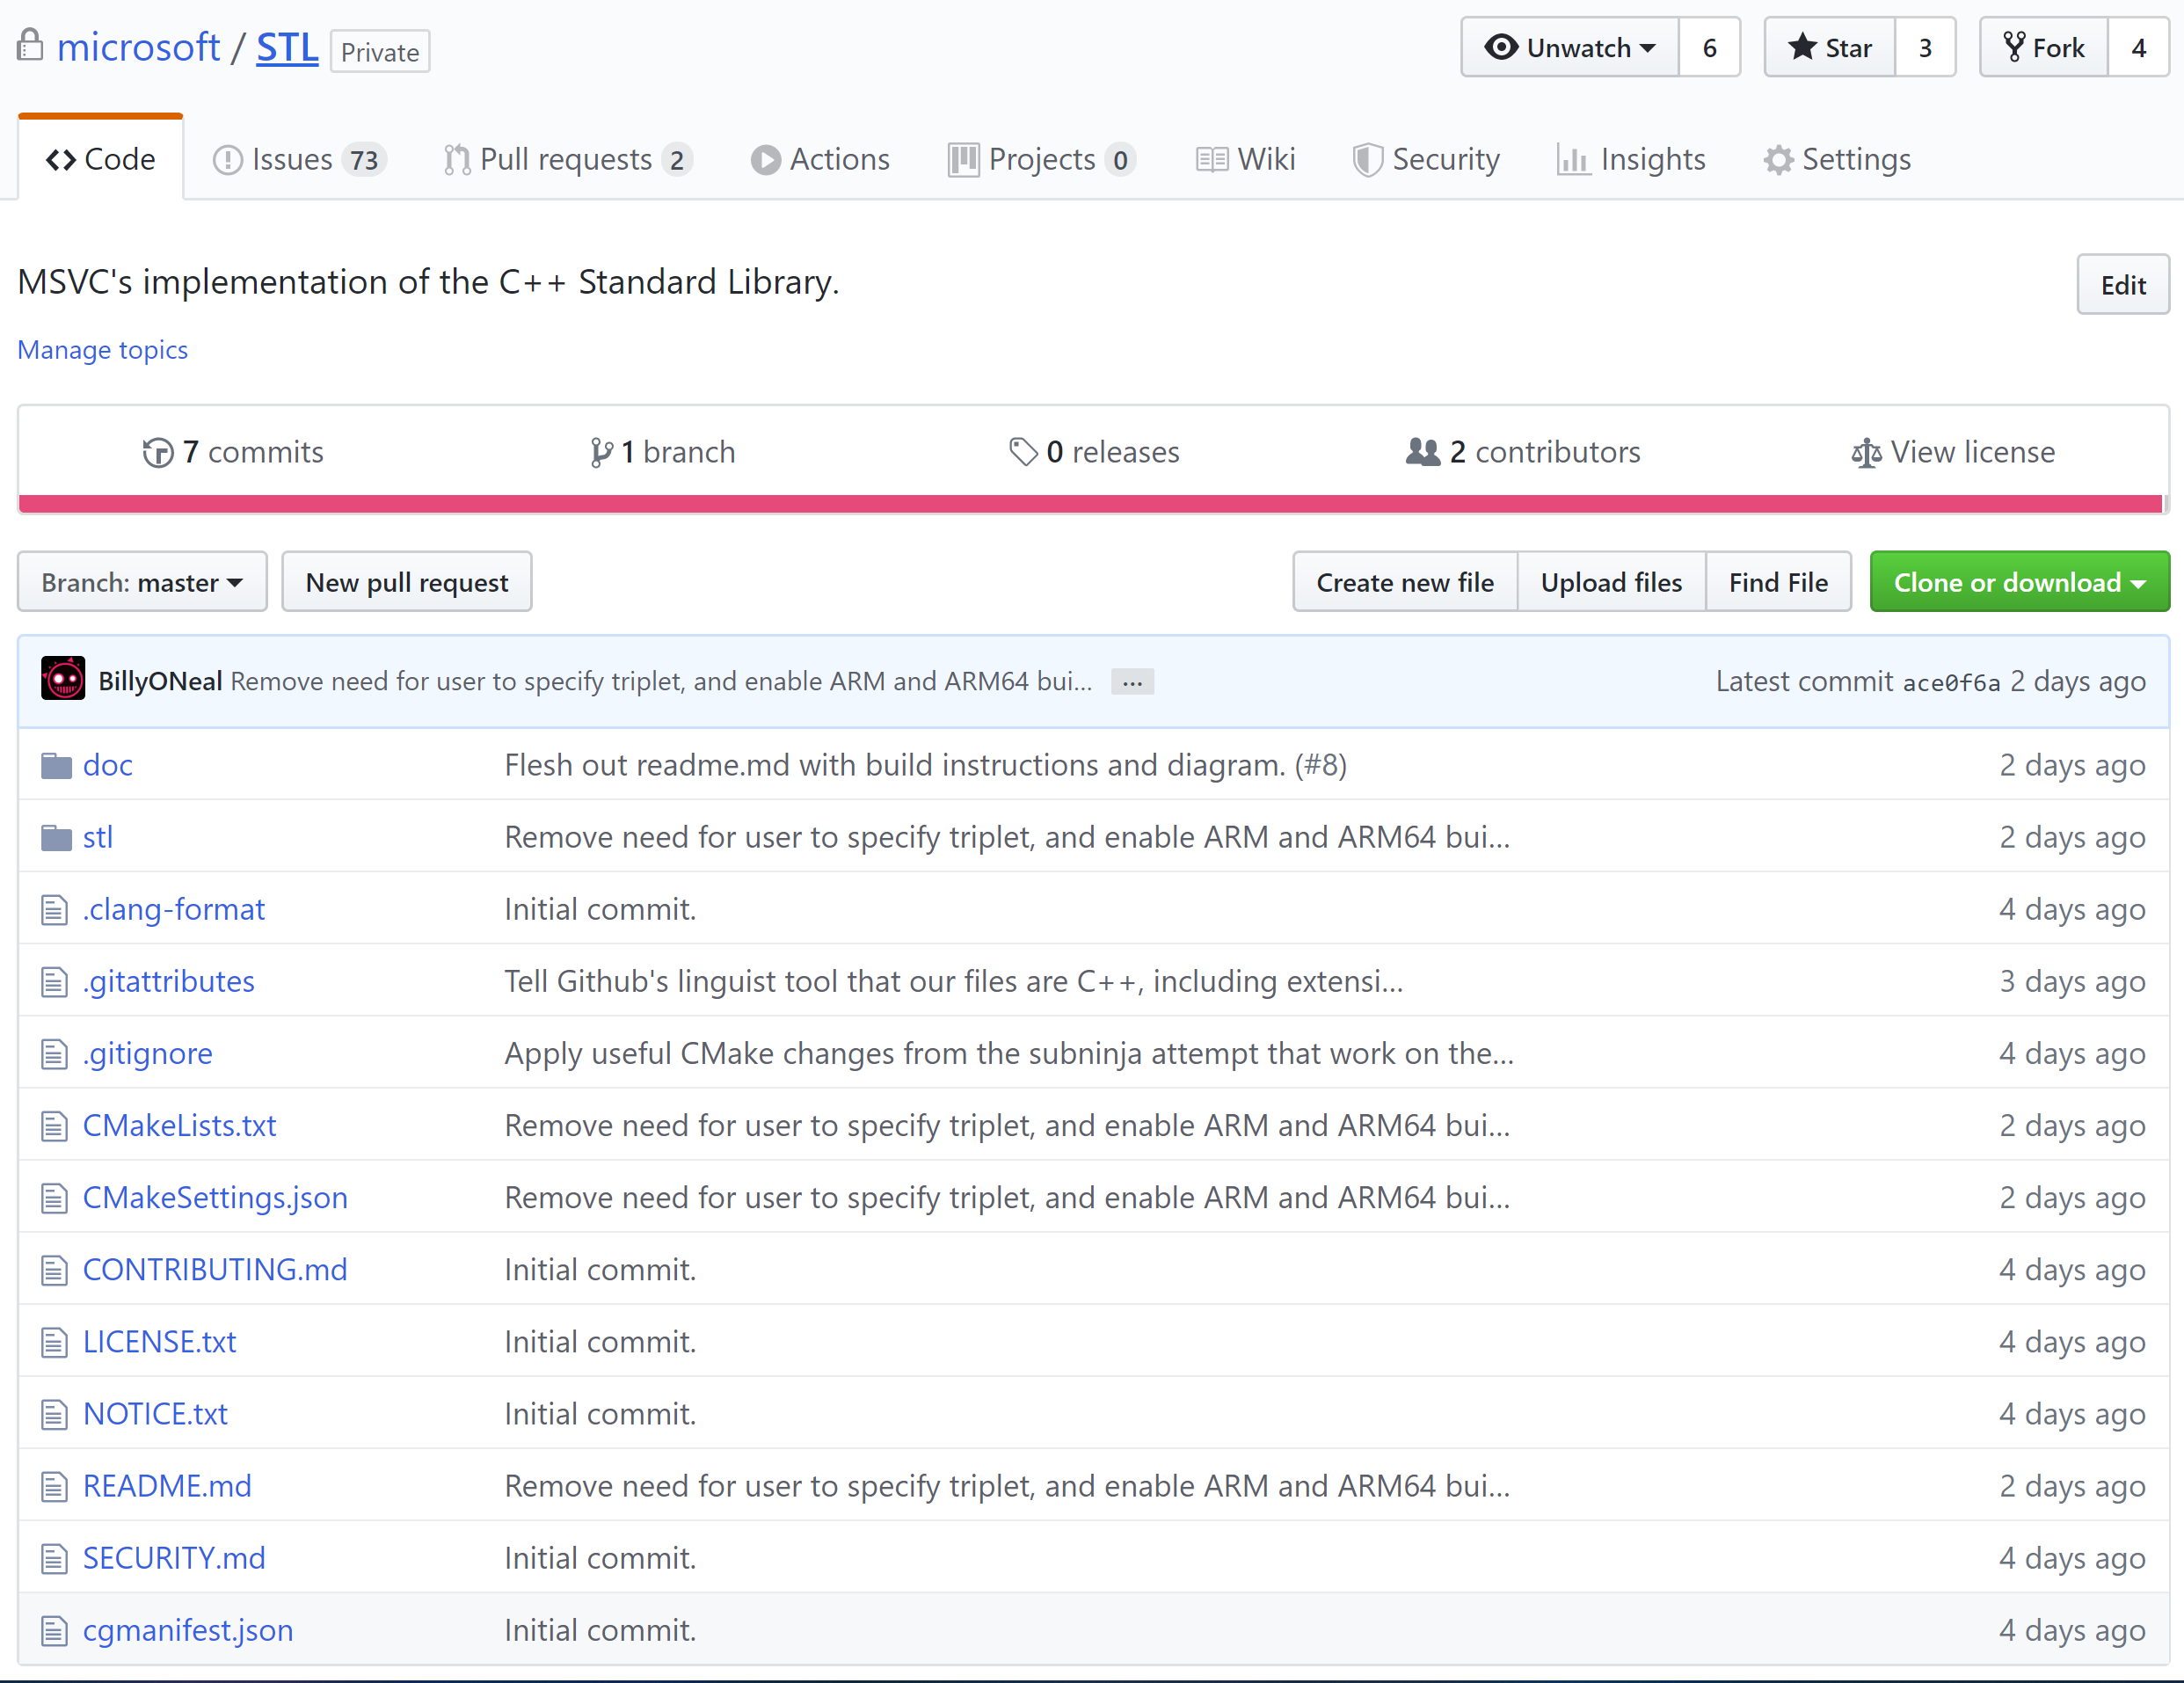 microsoft / STL Private Unwatch 6 Star 3 Fork 4
Code Issues 73 Pull requests 2 Actions Projects 0 Wiki Security Insights Settings
MSVC's implementation of the C++ Standard Library. Edit
Manage topics
7 commits 1 branch 0 releases 2 contributors View license
Branch: master New pull request Create new file Upload files Find File Clone or download
BillyONeal Remove need for user to specify triplet, and enable ARM and ARM64 bui... ... Latest commit ace0f6a 2 days ago
doc Flesh out readme.md with build instructions and diagram. (#8) 2 days ago
stl Remove need for user to specify triplet, and enable ARM and ARM64 bui... 2 days ago
.clang-format Initial commit. 4 days ago
.gitattributes Tell Github's linguist tool that our files are C++, including extensi... 3 days ago
.gitignore Apply useful CMake changes from the subninja attempt that work on the... 4 days ago
CMakeLists.txt Remove need for user to specify triplet, and enable ARM and ARM64 bui... 2 days ago
CMakeSettings.json Remove need for user to specify triplet, and enable ARM and ARM64 bui... 2 days ago
CONTRIBUTING.md Initial commit. 4 days ago
LICENSE.txt Initial commit. 4 days ago
NOTICE.txt Initial commit. 4 days ago
README.md Remove need for user to specify triplet, and enable ARM and ARM64 bui... 2 days ago
SECURITY.md Initial commit. 4 days ago
cgmanifest.json Initial commit. 4 days ago